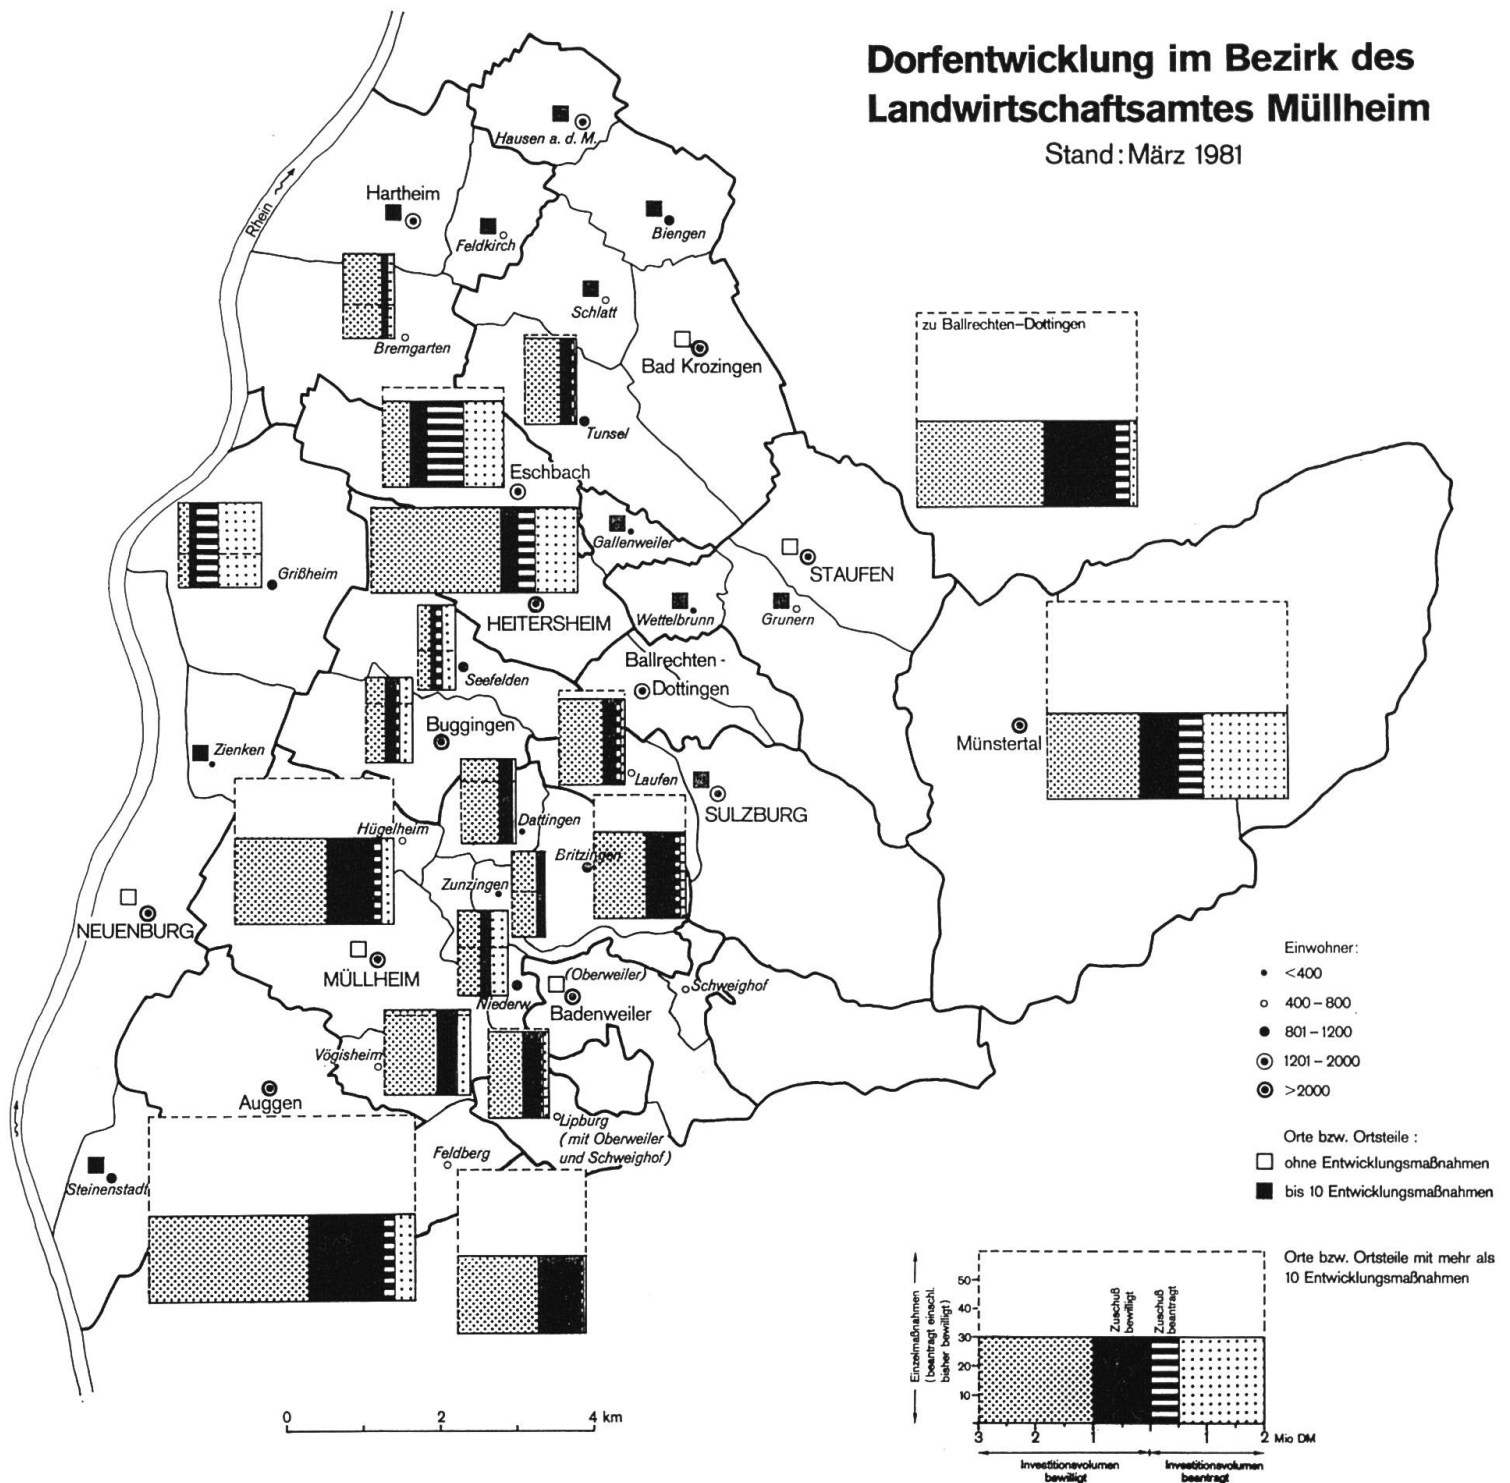 Dorfentwicklung im Bezirk des
Landwirtschaftsamtes Müllheim
Stand: März 1981
Rhein
Hausen a. d. M.
Hartheim
Feldkirch
Biengen
Schlatt
Bremgarten
Bad Krozingen
zu Ballrechten-Dottingen
Tunsel
Eschbach
Gallenweiler
STAUFEN
Grißheim
HEITERSHEIM
Wettelbrunn
Grunern
Ballrechten-
Dottingen
Seefelden
Buggingen
Münstertal
Zienken
Laufen
SULZBURG
Hügelheim
Dattingen
Britzingen
Zunzingen
NEUENBURG
MÜLLHEIM
(Oberweiler)
Schweighof
Niederw.
Badenweiler
Vögisheim
Auggen
Lipburg
(mit Oberweiler
und Schweighof)
Feldberg
Steinenstadt
0 2 4 km
Einwohner:
<400
400-800
801-1200
1201-2000
>2000
Orte bzw. Ortsteile:
ohne Entwicklungsmaßnahmen
bis 10 Entwicklungsmaßnahmen
Orte bzw. Ortsteile mit mehr als
10 Entwicklungsmaßnahmen
Einzelmaßnahmen
(beantragt einschl.
bisher bewilligt)
50
40
30
20
10
Zuschuß
bewilligt
Zuschuß
beantragt
3 2 1 1 2 Mio DM
Investitionsvolumen
bewilligt
Investitionsvolumen
beantragt